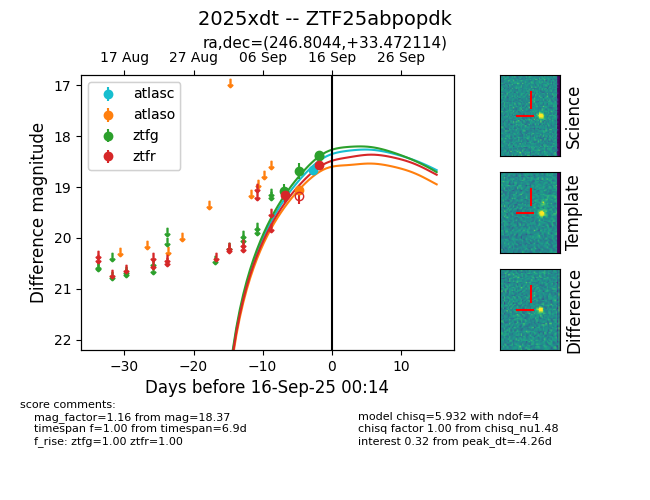 2025xdt -- ZTF25abpopdk
ra,dec=(246.8044,+33.472114)
17 Aug 27 Aug 06 Sep 16 Sep 26 Sep
17
18
19
20
21
22
Difference magnitude
atlasc
atlaso
ztfg
ztfr
−30 −20 −10 0 10
Days before 16-Sep-25 00:14
Science
Template
Difference
score comments:
mag_factor=1.16 from mag=18.37
timespan f=1.00 from timespan=6.9d
f_rise: ztfg=1.00 ztfr=1.00
model chisq=5.932 with ndof=4
chisq factor 1.00 from chisq_nu1.48
interest 0.32 from peak_dt=-4.26d